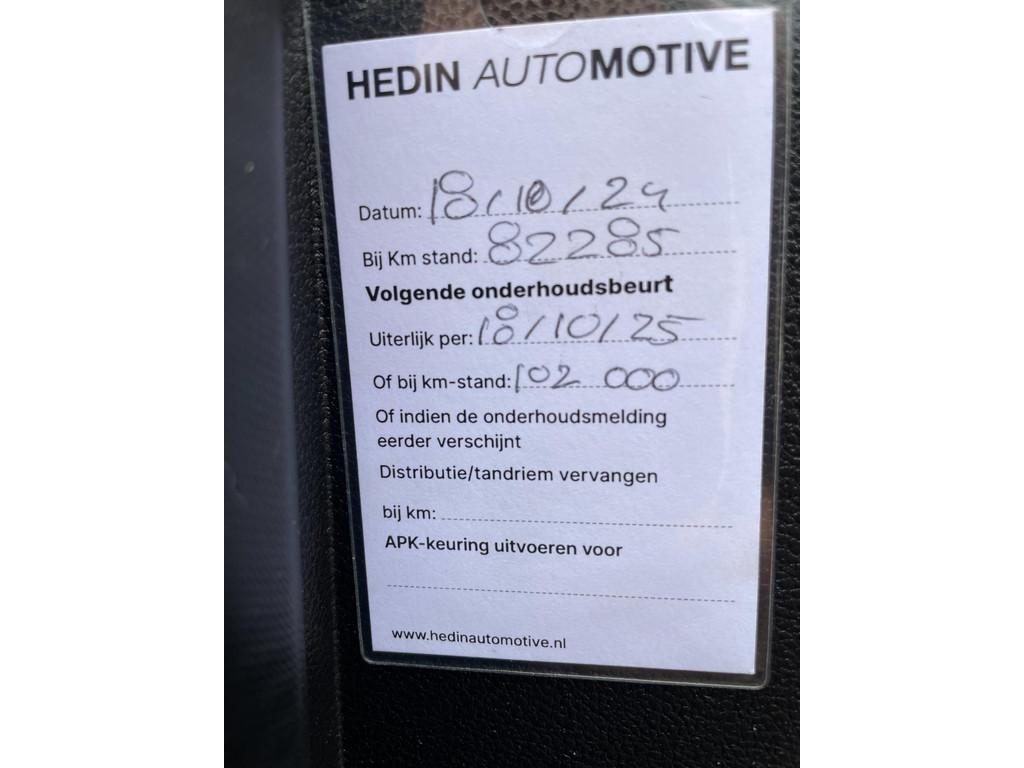 HEDIN AUTOMOTIVE
Datum: 18/10/24
Bij Km stand: 82285
Volgende onderhoudsbeurt
Uiterlijk per: 18/10/25
Of bij km-stand: 102 000
Of indien de onderhoudsmelding
eerder verschijnt
Distributie/tandriem vervangen
bij km:
APK-keuring uitvoeren voor
www.hedinautomotive.nl